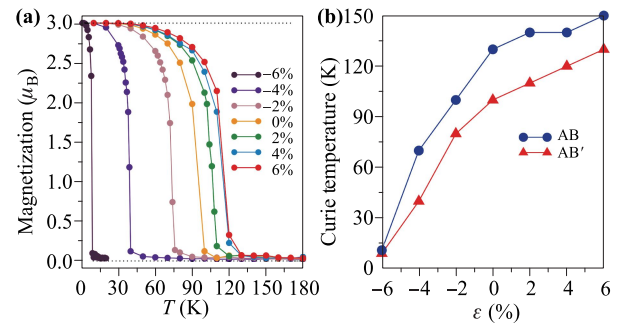 (a)
Magnetization (μB)
3.0
2.5
2.0
1.5
1.0
0.5
0.0
−6%
−4%
−2%
0%
2%
4%
6%
0 30 60 90 120 150 180
T (K)
(b)
Curie temperature (K)
150
120
90
60
30
0
AB
AB′
−6 −4 −2 0 2 4 6
ε (%)